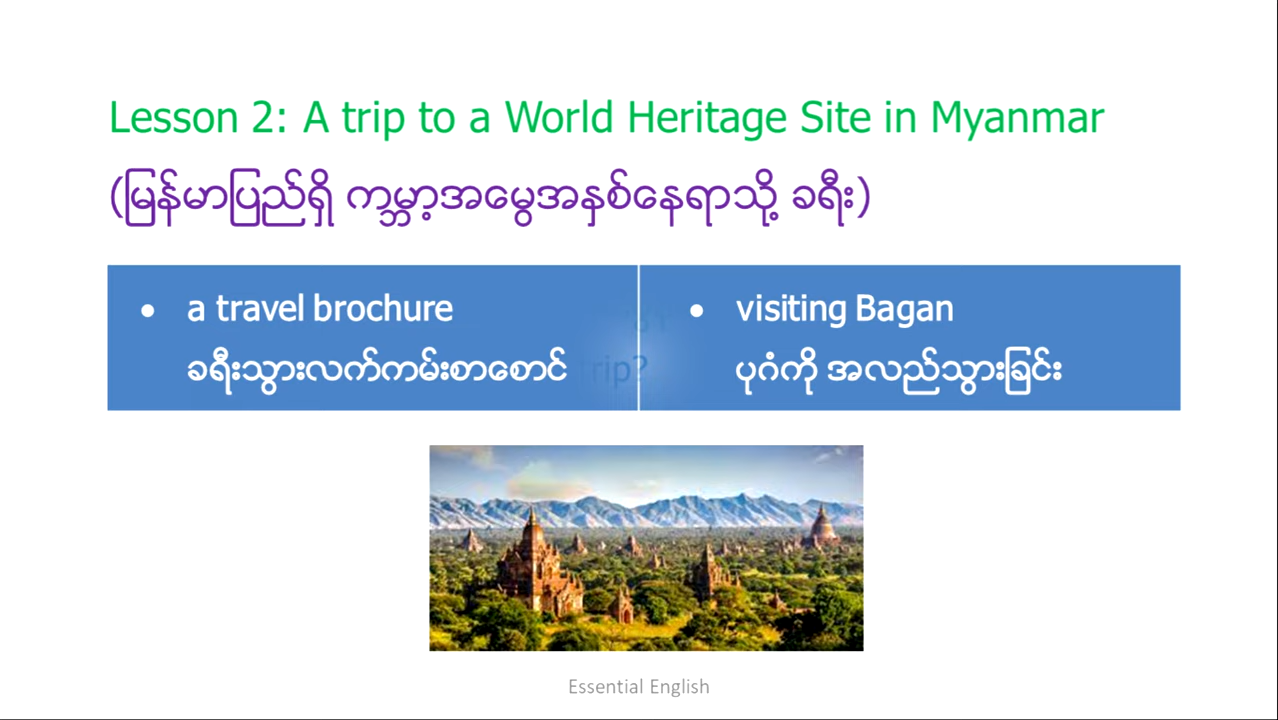 Lesson 2: A trip to a World Heritage Site in Myanmar
(မြန်မာပြည်ရှိ ကမ္ဘာ့အမွေအနှစ်နေရာသို့ ခရီး)
• a travel brochure
ခရီးသွားလက်ကမ်းစာစောင်
• visiting Bagan
ပုဂံကို အလည်သွားခြင်း
rip?
Essential English